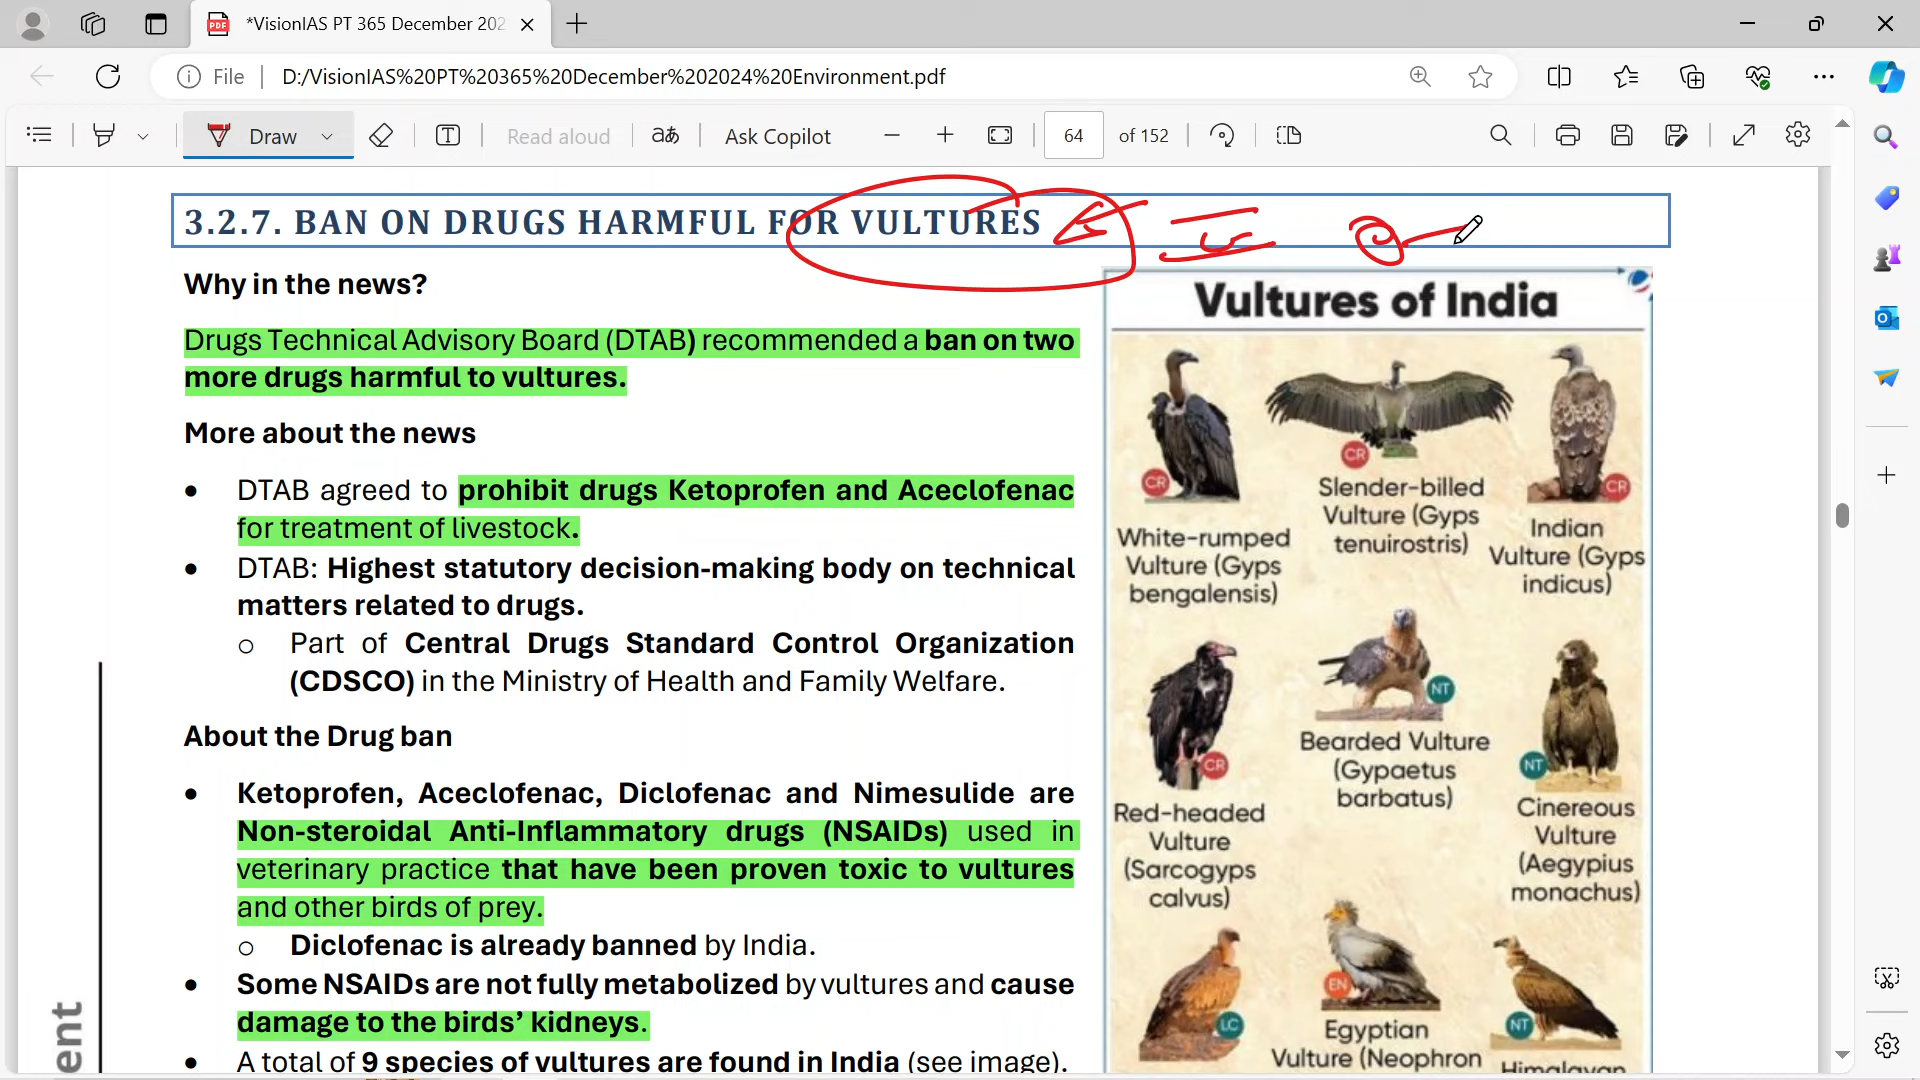 *VisionIAS PT 365 December 202
File
D:/VisionIAS%20PT%20365%20December%202024%20Environment.pdf
Draw
Read aloud
aあ
Ask Copilot
64
of 152
3.2.7. BAN ON DRUGS HARMFUL FOR VULTURES
Why in the news?
Drugs Technical Advisory Board (DTAB) recommended a ban on two
more drugs harmful to vultures.
More about the news
• DTAB agreed to prohibit drugs Ketoprofen and Aceclofenac
for treatment of livestock.
• DTAB: Highest statutory decision-making body on technical
matters related to drugs.
o Part of Central Drugs Standard Control Organization
(CDSCO) in the Ministry of Health and Family Welfare.
About the Drug ban
• Ketoprofen, Aceclofenac, Diclofenac and Nimesulide are
Non-steroidal Anti-Inflammatory drugs (NSAIDs) used in
veterinary practice that have been proven toxic to vultures
and other birds of prey.
o Diclofenac is already banned by India.
• Some NSAIDs are not fully metabolized by vultures and cause
damage to the birds' kidneys.
• A total of 9 species of vultures are found in India (see image).
ent
Vultures of India
CR
White-rumped
Vulture (Gyps
bengalensis)
CR
Slender-billed
Vulture (Gyps
tenuirostris)
CR
Indian
Vulture (Gyps
indicus)
CR
Red-headed
Vulture
(Sarcogyps
calvus)
NT
Bearded Vulture
(Gypaetus
barbatus)
NT
Cinereous
Vulture
(Aegypius
monachus)
LC
EN
Egyptian
Vulture (Neophron
NT
Himalayan